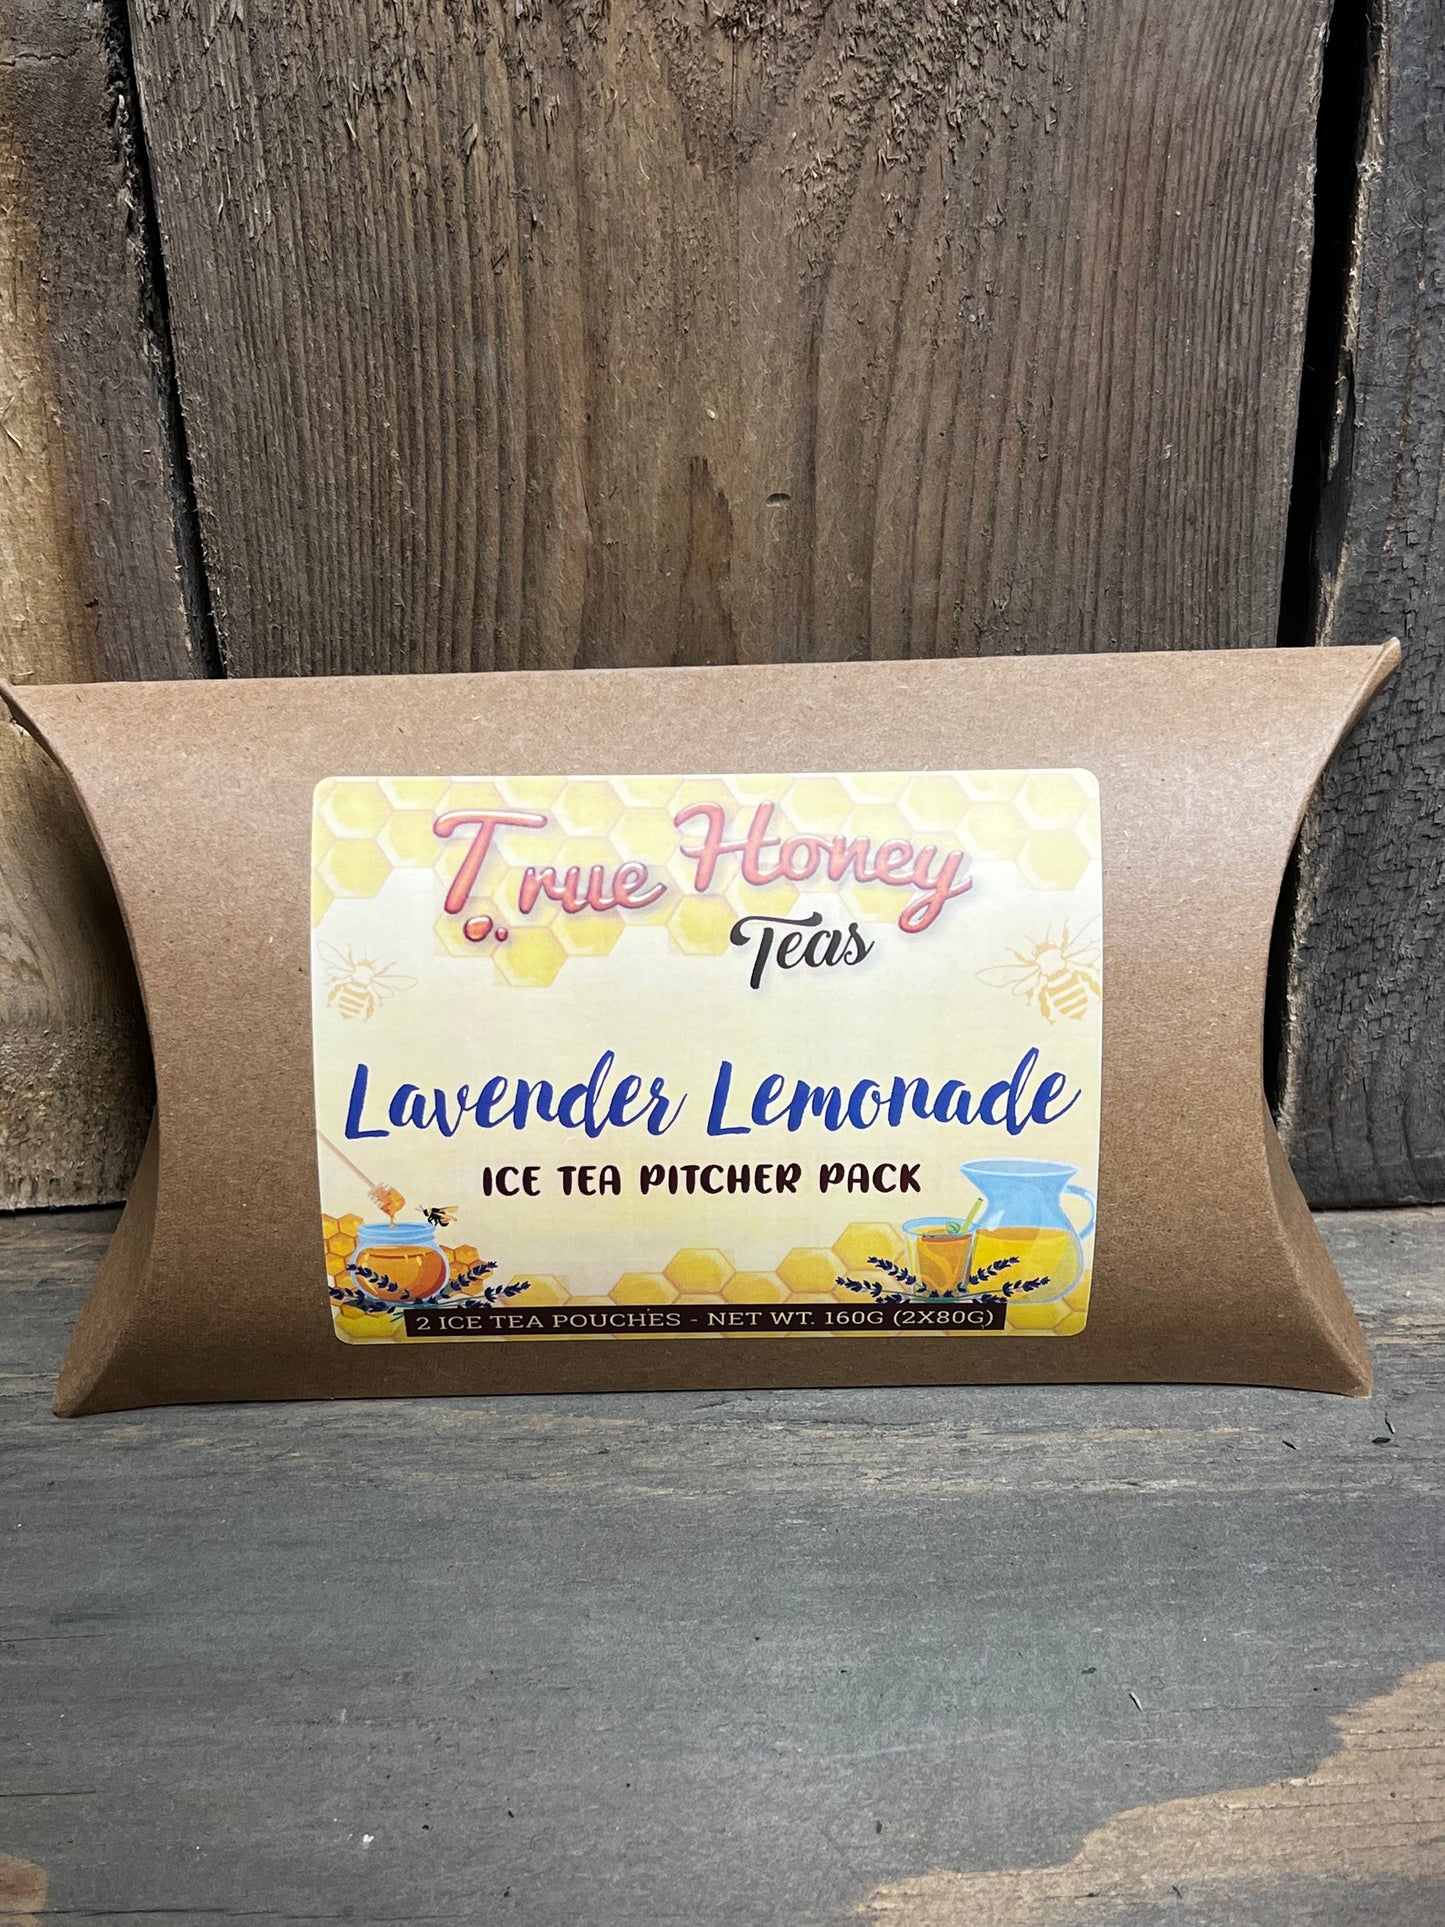 True Honey
Teas
Lavender Lemonade
ICE TEA PITCHER PACK
2 ICE TEA POUCHES - NET WT. 160G (2X80G)